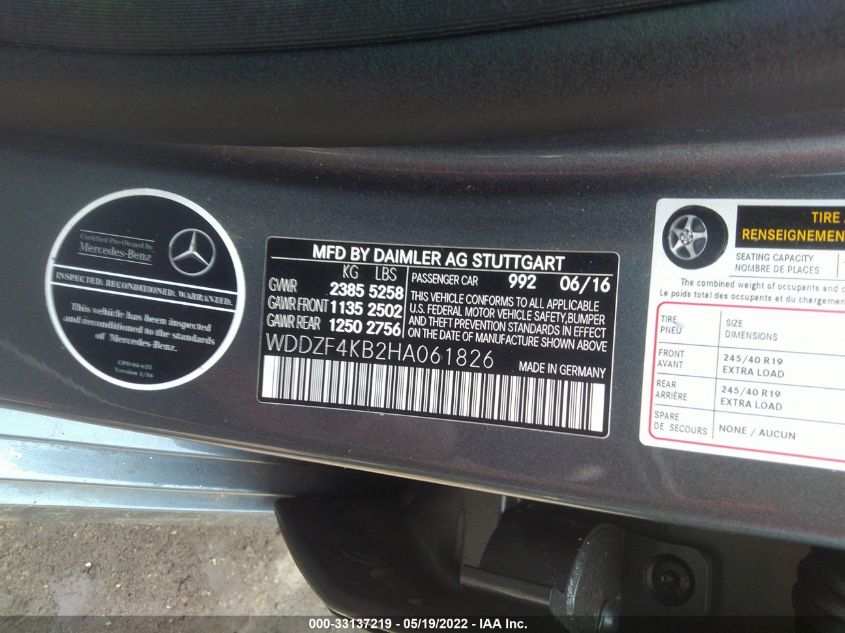 Certified Pre-Owned by
Mercedes-Benz
INSPECTED. RECONDITIONED. WARRANTED.
This vehicle has been inspected
and reconditioned to the standards
of Mercedes-Benz.
MFD BY DAIMLER AG STUTTGART
KG LBS
GVWR 2385 5258
GAWR FRONT 1135 2502
GAWR REAR 1250 2756
PASSENGER CAR 992 06/16
THIS VEHICLE CONFORMS TO ALL APPLICABLE
U.S. FEDERAL MOTOR VEHICLE SAFETY,BUMPER
AND THEFT PREVENTION STANDARDS IN EFFECT
ON THE DATE OF MANUFACTURE SHOWN ABOVE.
WDDZF4KB2HA061826
MADE IN GERMANY
TIRE
RENSEIGNEMEN
SEATING CAPACITY
NOMBRE DE PLACES
The combined weight of occupants and
Le poids total des occupants et du chargement
TIRE
PNEU
SIZE
DIMENSIONS
FRONT
AVANT
245/40 R19
EXTRA LOAD
REAR
ARRIÈRE
245/40 R19
EXTRA LOAD
SPARE
DE SECOURS
NONE / AUCUN
000-33137219 - 05/19/2022 - IAA Inc.